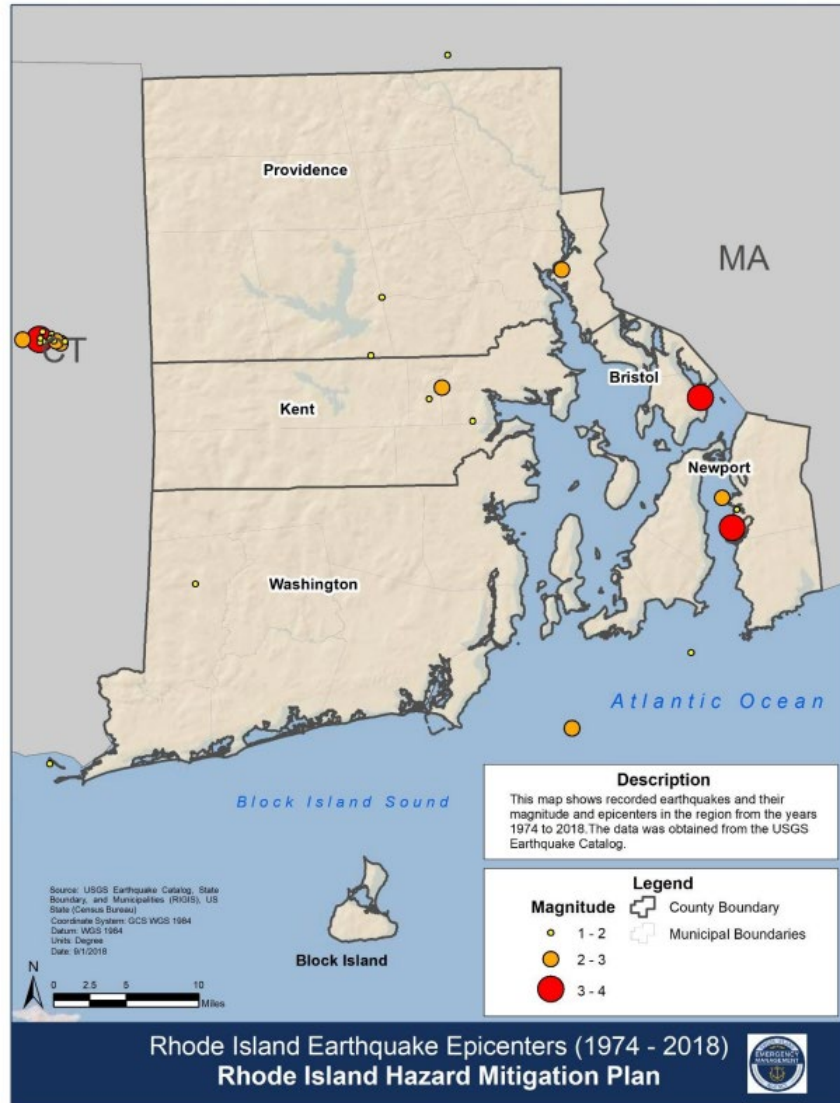 Providence
MA
CT
Bristol
Kent
Newport
Washington
Atlantic Ocean
Block Island Sound
Description
This map shows recorded earthquakes and their
magnitude and epicenters in the region from the years
1974 to 2018.The data was obtained from the USGS
Earthquake Catalog.
Source: USGS Earthquake Catalog, State
Boundary, and Municipalities (RIGIS), US
State (Census Bureau)
Coordinate System: GCS WGS 1984
Datum: WGS 1984
Units: Degree
Date: 9/1/2018
Block Island
N
0 2.5 5 10
Miles
Legend
Magnitude
1 - 2
2 - 3
3 - 4
County Boundary
Municipal Boundaries
Rhode Island Earthquake Epicenters (1974 - 2018)
Rhode Island Hazard Mitigation Plan
EMERGENCY
MANAGEMENT